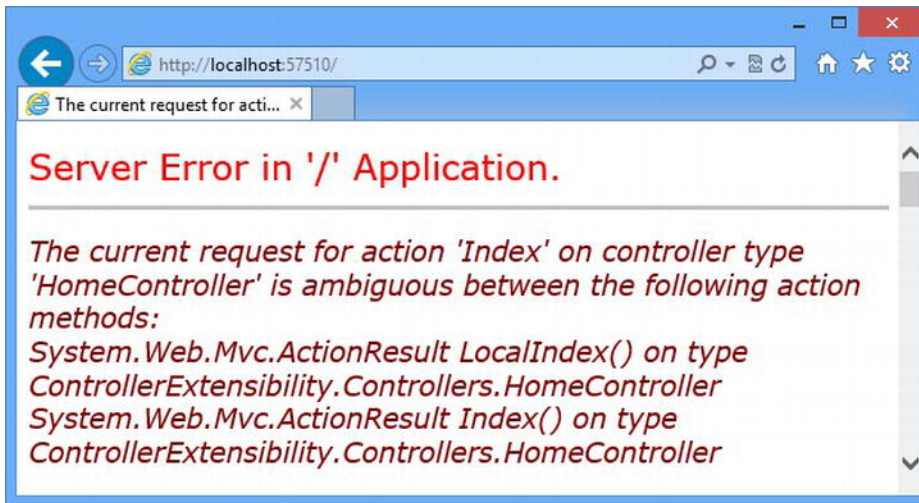 http://localhost:57510/
The current request for acti...
Server Error in '/' Application.
The current request for action 'Index' on controller type
'HomeController' is ambiguous between the following action
methods:
System.Web.Mvc.ActionResult LocalIndex() on type
ControllerExtensibility.Controllers.HomeController
System.Web.Mvc.ActionResult Index() on type
ControllerExtensibility.Controllers.HomeController